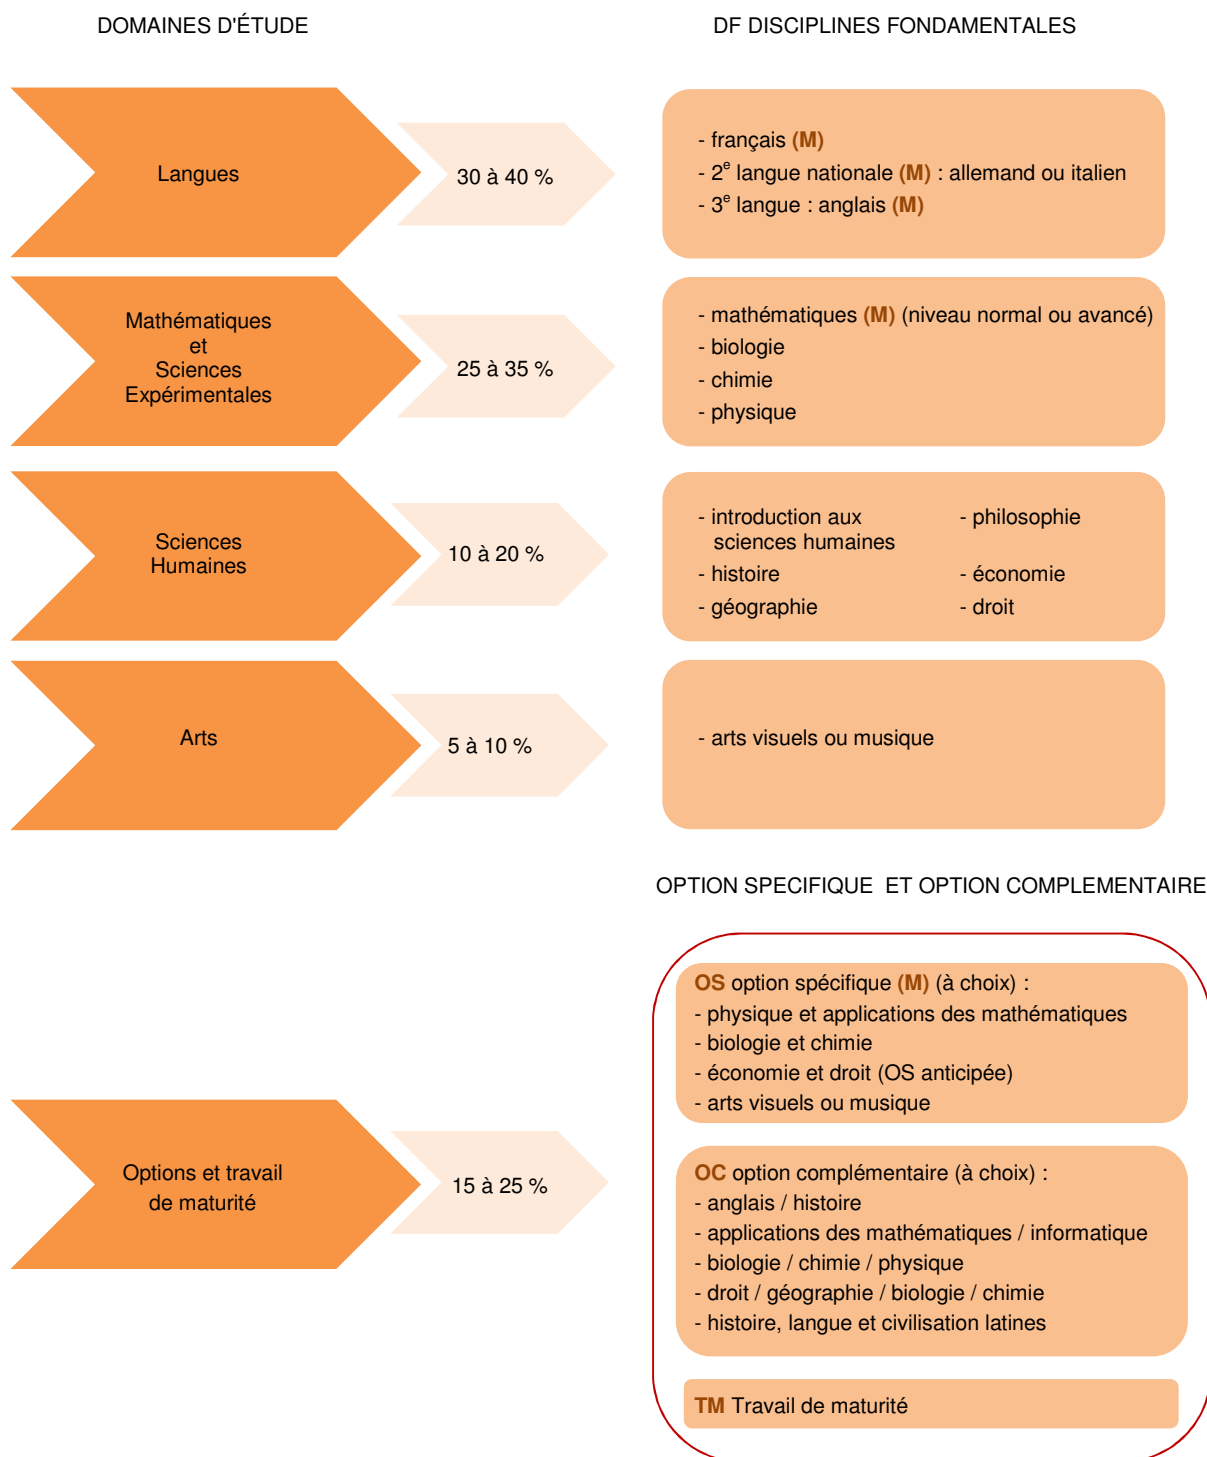 DOMAINES D'ÉTUDE
DF DISCIPLINES FONDAMENTALES
Langues
30 à 40 %
- français (M)
- 2e langue nationale (M) : allemand ou italien
- 3e langue : anglais (M)
Mathématiques
et
Sciences
Expérimentales
25 à 35 %
- mathématiques (M) (niveau normal ou avancé)
- biologie
- chimie
- physique
Sciences
Humaines
10 à 20 %
- introduction aux
sciences humaines
- histoire
- géographie
- philosophie
- économie
- droit
Arts
5 à 10 %
- arts visuels ou musique
OPTION SPECIFIQUE ET OPTION COMPLEMENTAIRE
Options et travail
de maturité
15 à 25 %
OS option spécifique (M) (à choix) :
- physique et applications des mathématiques
- biologie et chimie
- économie et droit (OS anticipée)
- arts visuels ou musique
OC option complémentaire (à choix) :
- anglais / histoire
- applications des mathématiques / informatique
- biologie / chimie / physique
- droit / géographie / biologie / chimie
- histoire, langue et civilisation latines
TM Travail de maturité